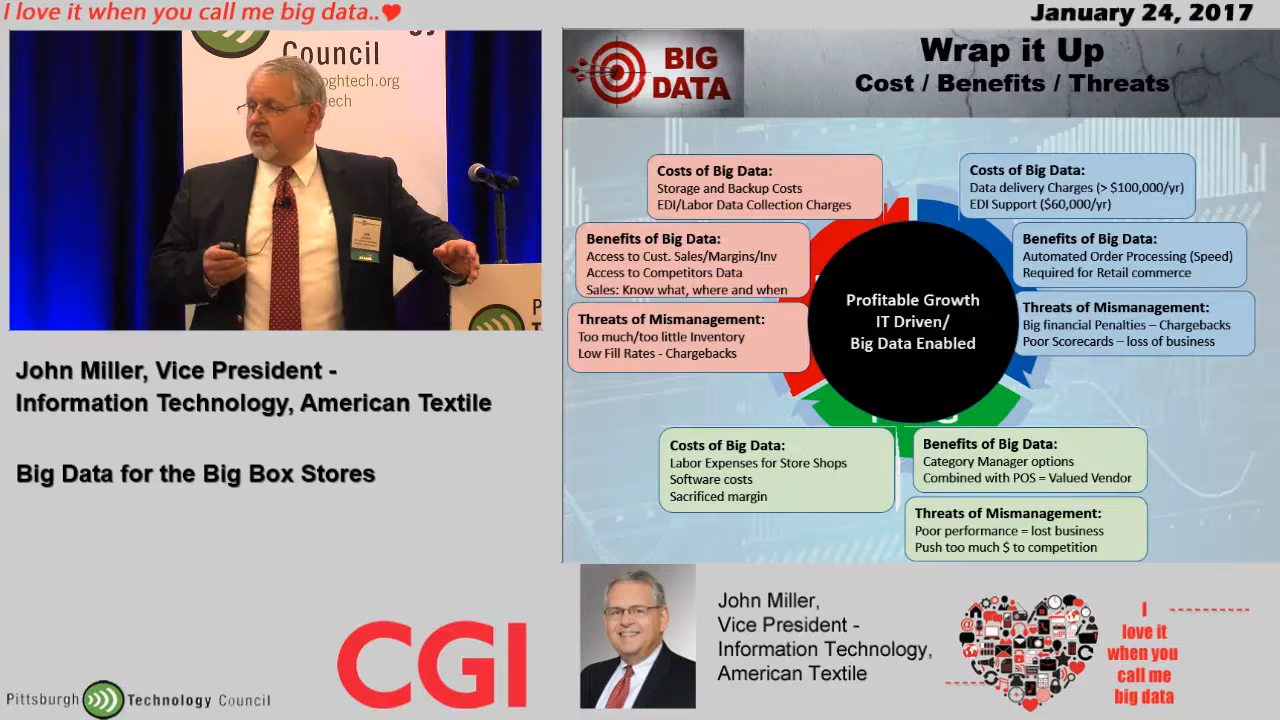 I love it when you call me big data..
January 24, 2017
Council
oghtech.org
tech
BIG
DATA
Wrap it Up
Cost / Benefits / Threats
Costs of Big Data:
Storage and Backup Costs
EDI/Labor Data Collection Charges
Benefits of Big Data:
Access to Cust. Sales/Margins/Inv
Access to Competitors Data
Sales: Know what, where and when
Threats of Mismanagement:
Too much/too little Inventory
Low Fill Rates - Chargebacks
Costs of Big Data:
Data delivery Charges (> $100,000/yr)
EDI Support ($60,000/yr)
Benefits of Big Data:
Automated Order Processing (Speed)
Required for Retail commerce
Threats of Mismanagement:
Big financial Penalties – Chargebacks
Poor Scorecards – loss of business
Profitable Growth
IT Driven/
Big Data Enabled
Costs of Big Data:
Labor Expenses for Store Shops
Software costs
Sacrificed margin
Benefits of Big Data:
Category Manager options
Combined with POS = Valued Vendor
Threats of Mismanagement:
Poor performance = lost business
Push too much $ to competition
John Miller, Vice President -
Information Technology, American Textile
Big Data for the Big Box Stores
Pittsburgh Technology Council
CGI
John Miller,
Vice President -
Information Technology,
American Textile
I
love it
when you
call me
big data